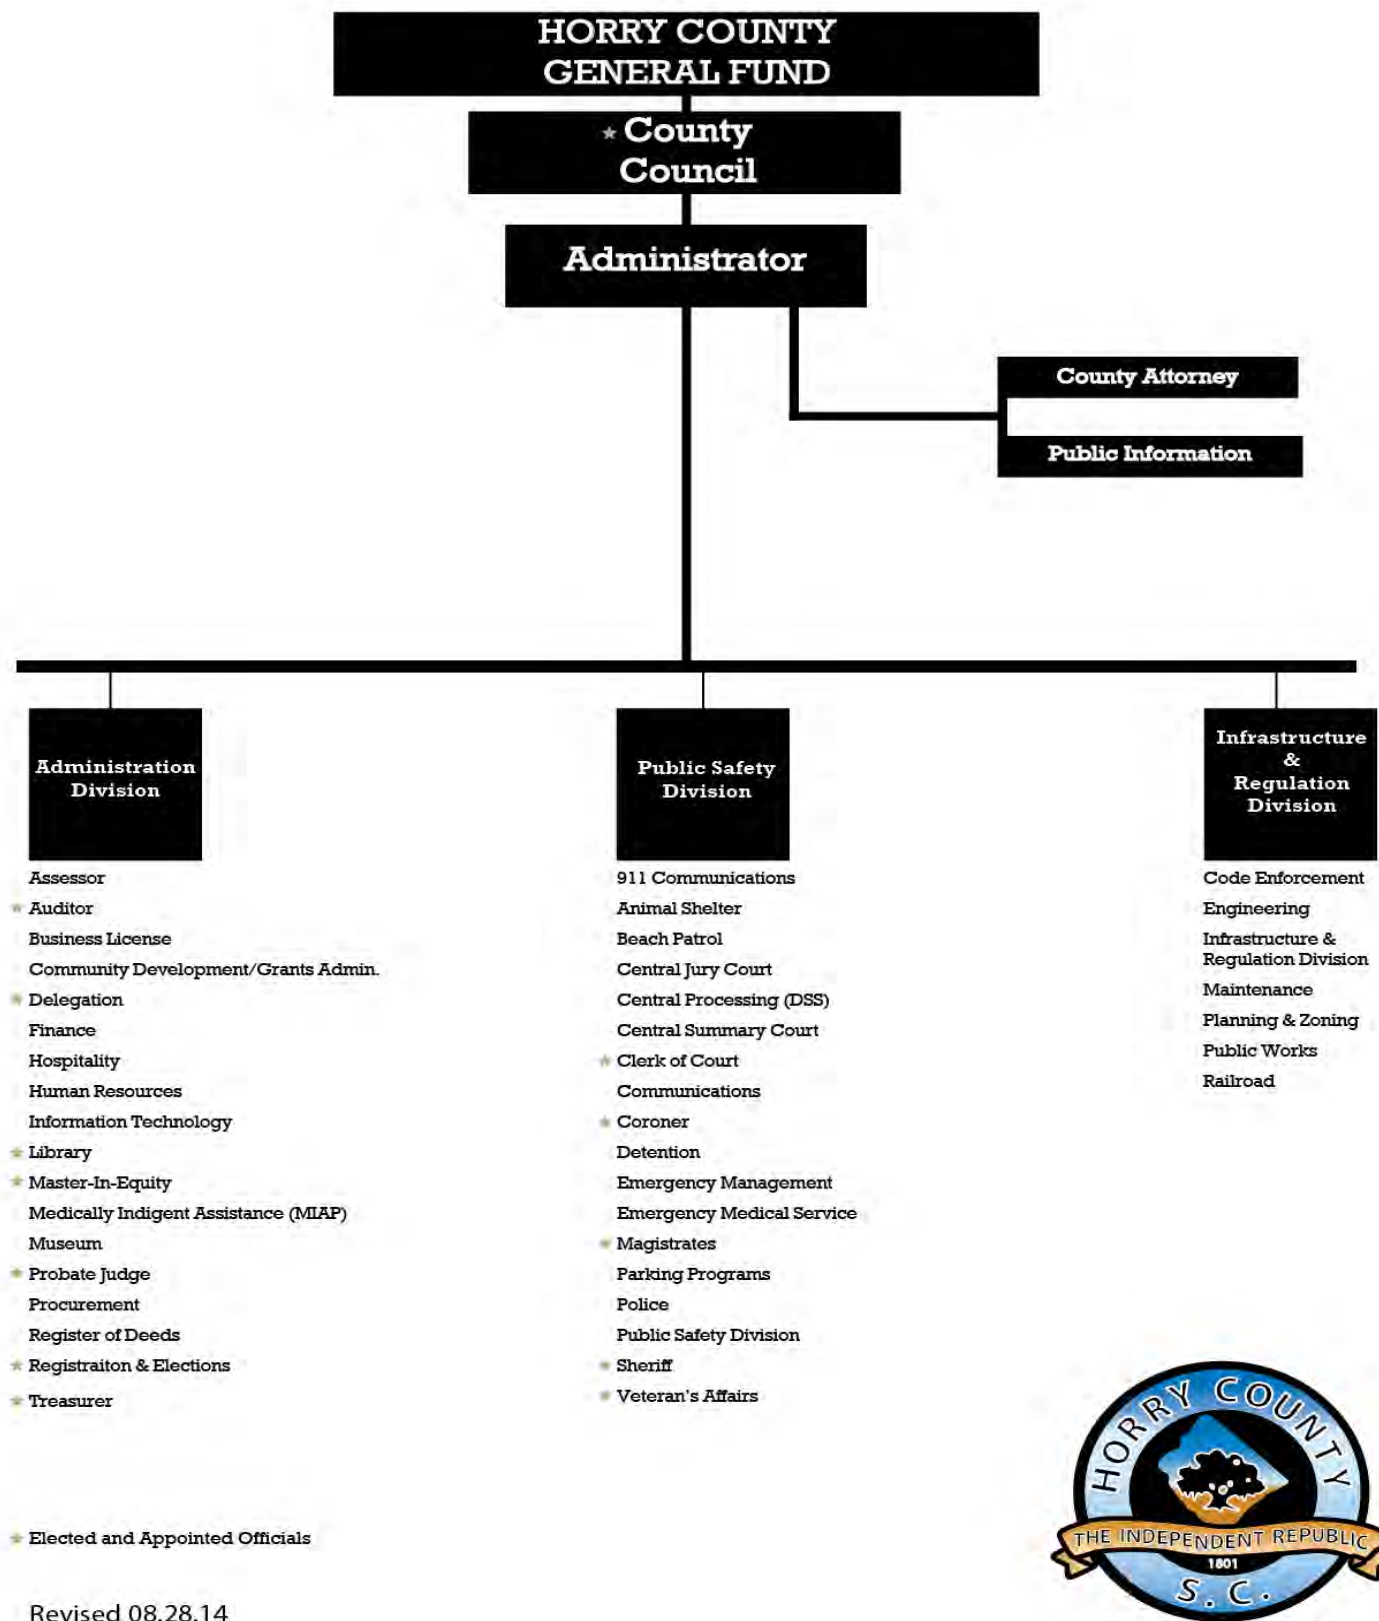 HORRY COUNTY
GENERAL FUND
County
Council
Administrator
County Attorney
Public Information
Administration
Division
Assessor
Auditor
Business License
Community Development/Grants Admin.
Delegation
Finance
Hospitality
Human Resources
Information Technology
Library
Master-In-Equity
Medically Indigent Assistance (MIAP)
Museum
Probate Judge
Procurement
Register of Deeds
Registraiton & Elections
Treasurer
Public Safety
Division
911 Communications
Animal Shelter
Beach Patrol
Central Jury Court
Central Processing (DSS)
Central Summary Court
Clerk of Court
Communications
Coroner
Detention
Emergency Management
Emergency Medical Service
Magistrates
Parking Programs
Police
Public Safety Division
Sheriff
Veteran's Affairs
Infrastructure
&
Regulation
Division
Code Enforcement
Engineering
Infrastructure &
Regulation Division
Maintenance
Planning & Zoning
Public Works
Railroad
Elected and Appointed Officials
Revised 08.28.14
HORRY COUNTY
THE INDEPENDENT REPUBLIC
1801
S. C.